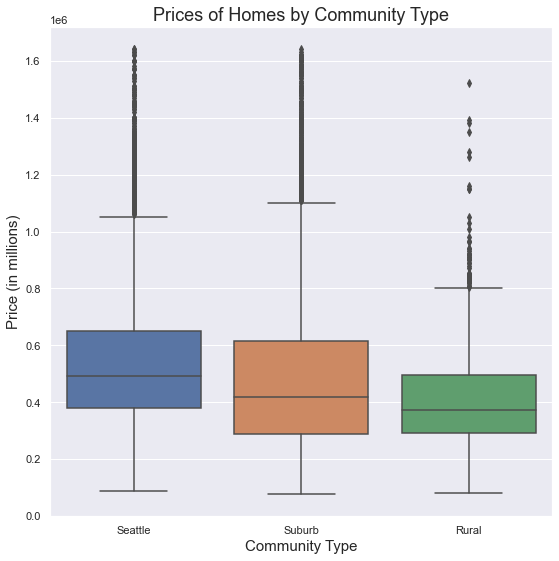 Prices of Homes by Community Type
1e6
1.6
1.4
1.2
1.0
0.8
0.6
0.4
0.2
0.0
Price (in millions)
Seattle Suburb Rural
Community Type